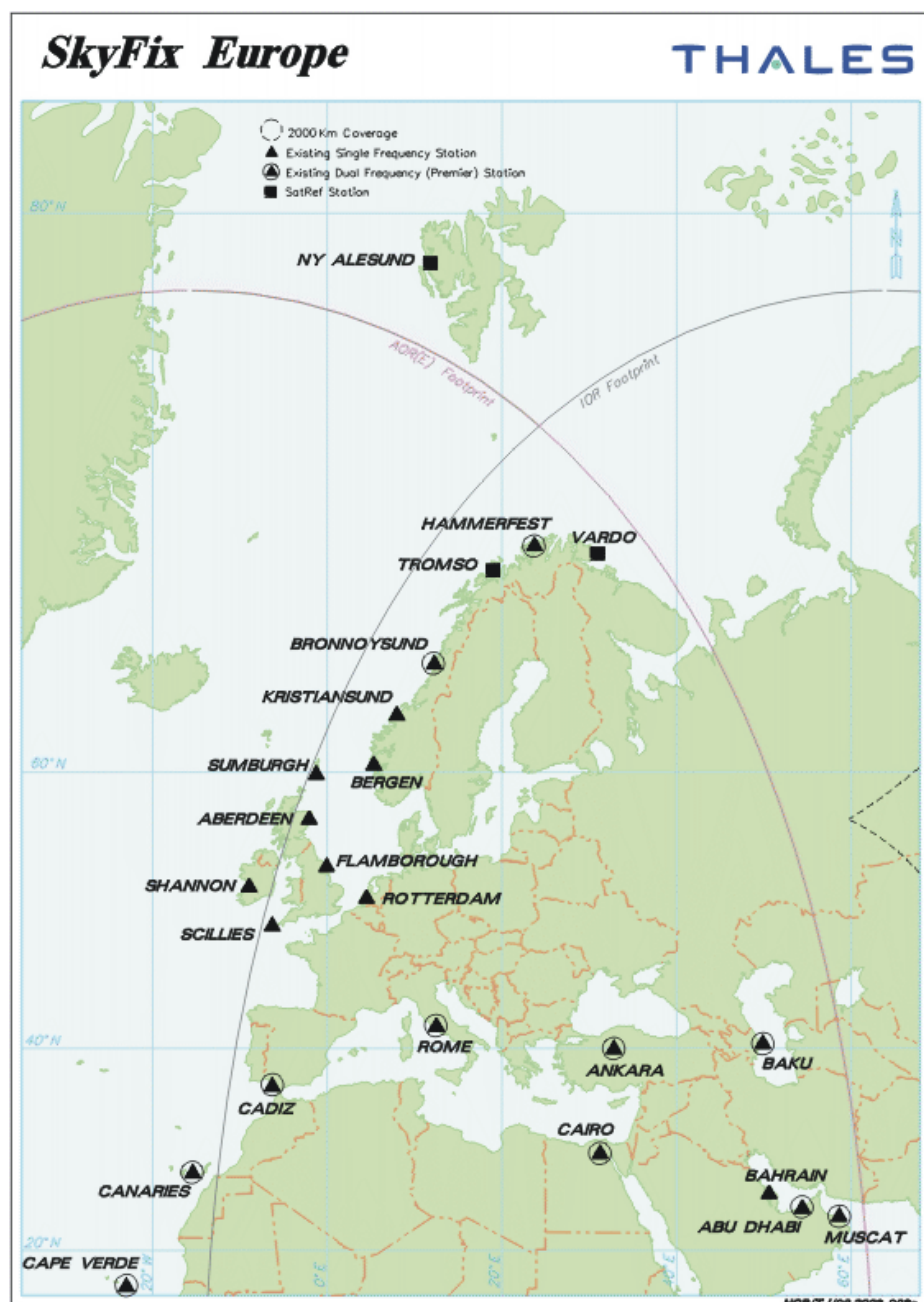 SkyFix Europe
THALES
2000Km Coverage
Existing Single Frequency Station
Existing Dual Frequency (Premier) Station
SatRef Station
80°N
N
NY ALESUND
AOR(E) Footprint
IOR Footprint
HAMMERFEST
VARDO
TROMSO
BRONNOYSUND
KRISTIANSUND
60°N
SUMBURGH
BERGEN
ABERDEEN
FLAMBOROUGH
SHANNON
ROTTERDAM
SCILLIES
40°N
ROME
ANKARA
BAKU
CADIZ
CAIRO
CANARIES
BAHRAIN
ABU DHABI
MUSCAT
20°N
CAPE VERDE
20°W
0°E
20°E
40°E
60°E